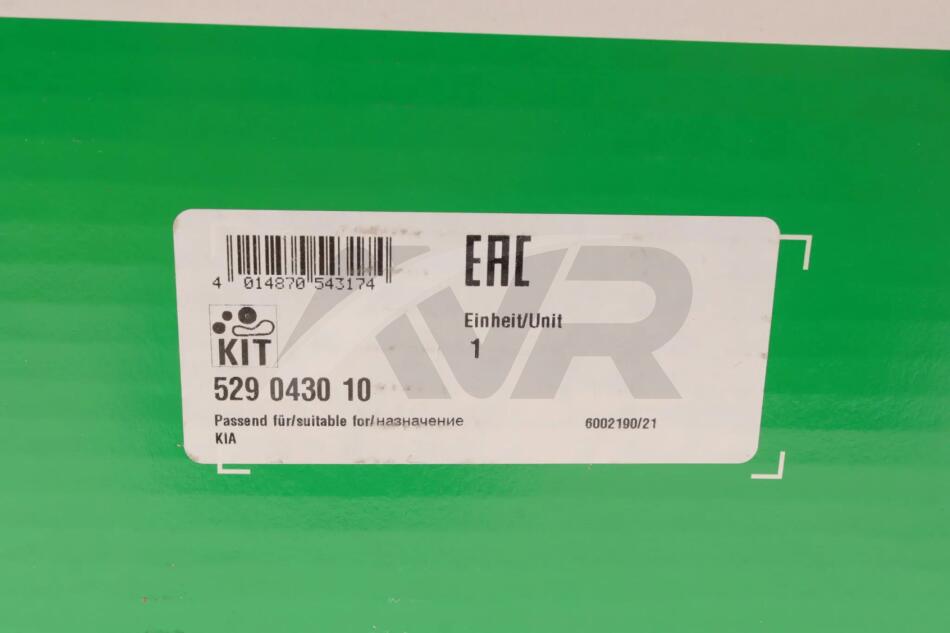 EAC
4 014870 543174
Einheit/Unit
KIT
1
529 0430 10
Passend für/suitable for/назначение
6002190/21
KIA
VR